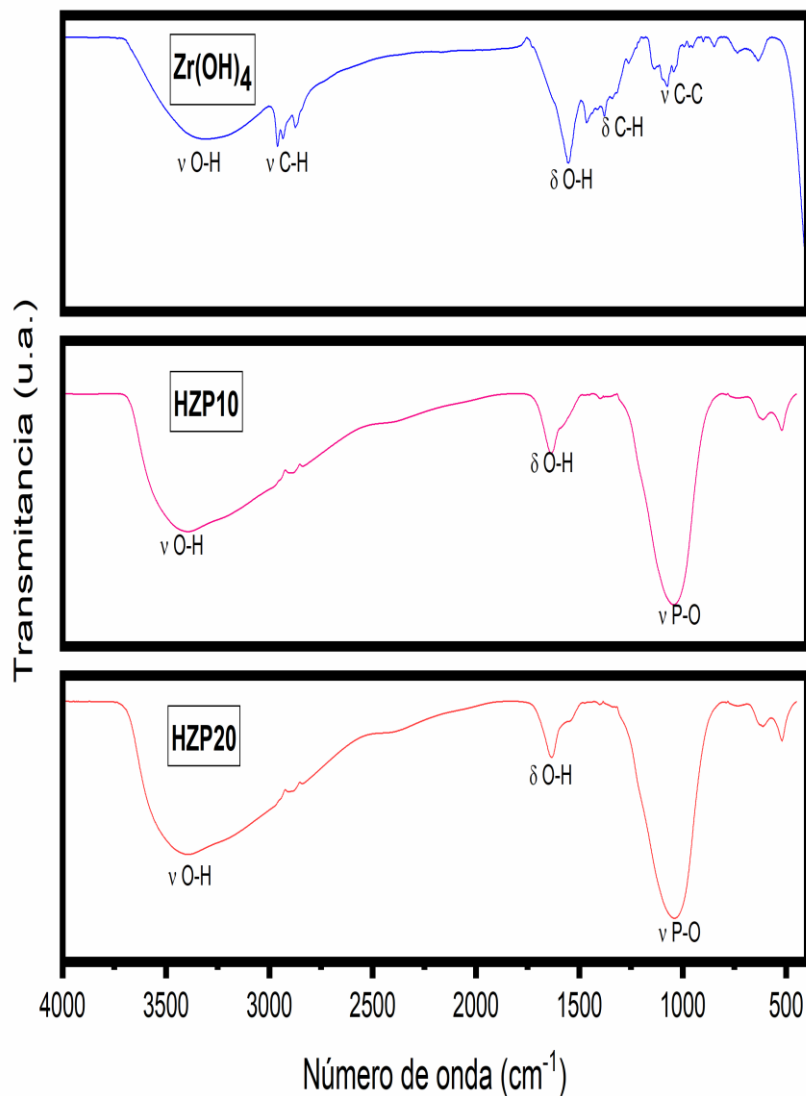 Transmitancia (u.a.)
Zr(OH)4
ν O-H
ν C-H
δ O-H
δ C-H
ν C-C
HZP10
ν O-H
δ O-H
ν P-O
HZP20
ν O-H
δ O-H
ν P-O
4000 3500 3000 2500 2000 1500 1000 500
Número de onda (cm-1)